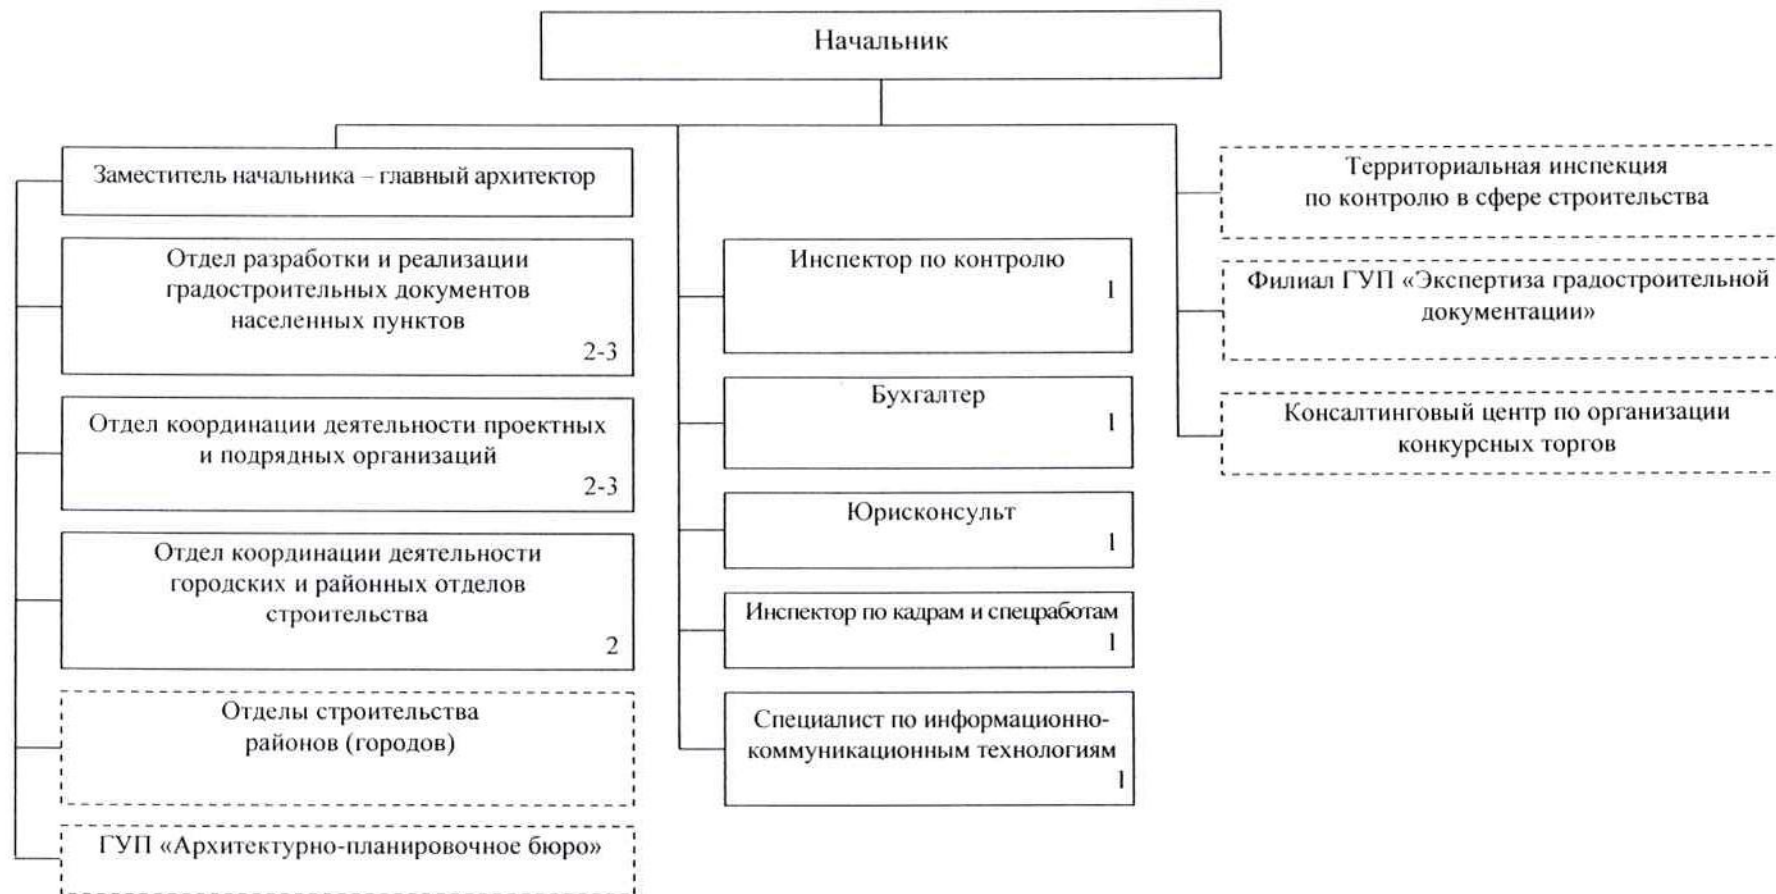 Начальник
Заместитель начальника – главный архитектор
Отдел разработки и реализации
градостроительных документов
населенных пунктов
2-3
Отдел координации деятельности проектных
и подрядных организаций
2-3
Отдел координации деятельности
городских и районных отделов
строительства
2
Отделы строительства
районов (городов)
ГУП «Архитектурно-планировочное бюро»
Инспектор по контролю
1
Бухгалтер
1
Юрисконсульт
1
Инспектор по кадрам и спецработам
1
Специалист по информационно-
коммуникационным технологиям
1
Территориальная инспекция
по контролю в сфере строительства
Филиал ГУП «Экспертиза градостроительной
документации»
Консалтинговый центр по организации
конкурсных торгов